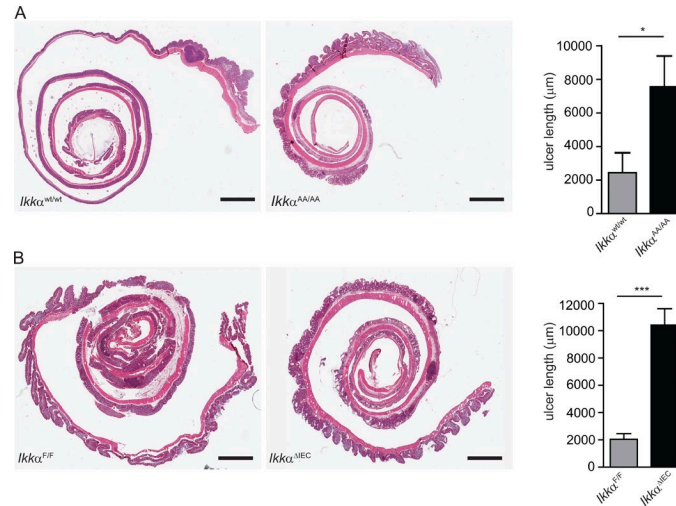 A
Ikkα^wt/wt
Ikkα^AA/AA
ulcer length (μm)
10000
8000
6000
4000
2000
0
*
Ikkα^wt/wt
Ikkα^AA/AA
B
Ikkα^F/F
Ikkα^ΔIEC
ulcer length (μm)
12000
10000
8000
6000
4000
2000
0
***
Ikkα^F/F
Ikkα^ΔIEC